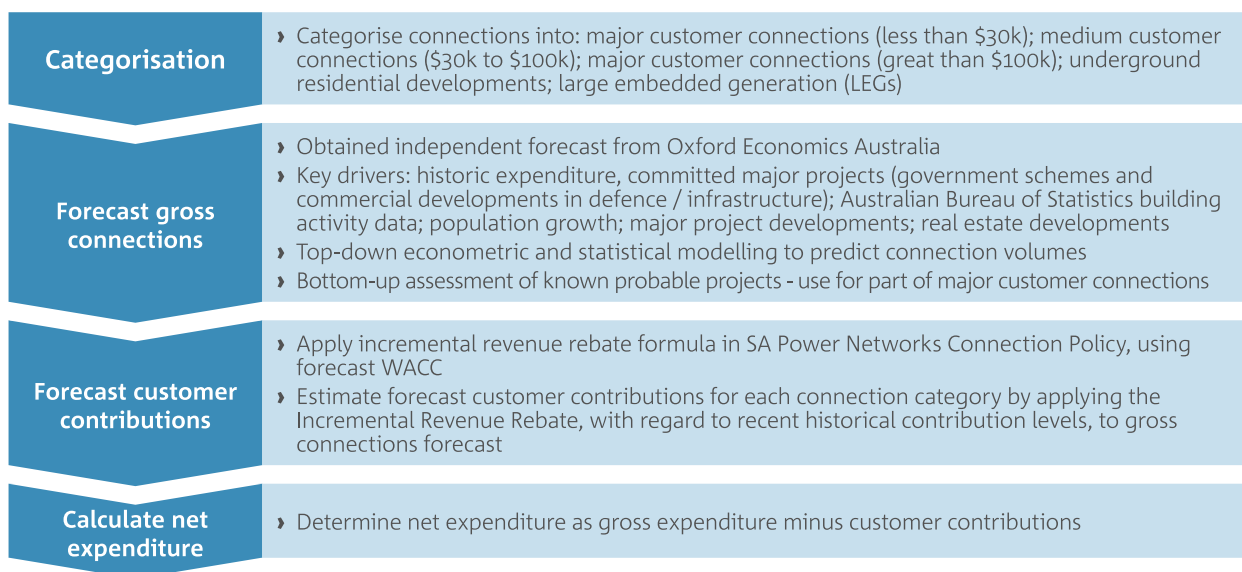 Categorisation
› Categorise connections into: major customer connections (less than $30k); medium customer
connections ($30k to $100k); major customer connections (great than $100k); underground
residential developments; large embedded generation (LEGs)
Forecast gross
connections
› Obtained independent forecast from Oxford Economics Australia
› Key drivers: historic expenditure, committed major projects (government schemes and
commercial developments in defence / infrastructure); Australian Bureau of Statistics building
activity data; population growth; major project developments; real estate developments
› Top-down econometric and statistical modelling to predict connection volumes
› Bottom-up assessment of known probable projects - use for part of major customer connections
Forecast customer
contributions
› Apply incremental revenue rebate formula in SA Power Networks Connection Policy, using
forecast WACC
› Estimate forecast customer contributions for each connection category by applying the
Incremental Revenue Rebate, with regard to recent historical contribution levels, to gross
connections forecast
Calculate net
expenditure
› Determine net expenditure as gross expenditure minus customer contributions